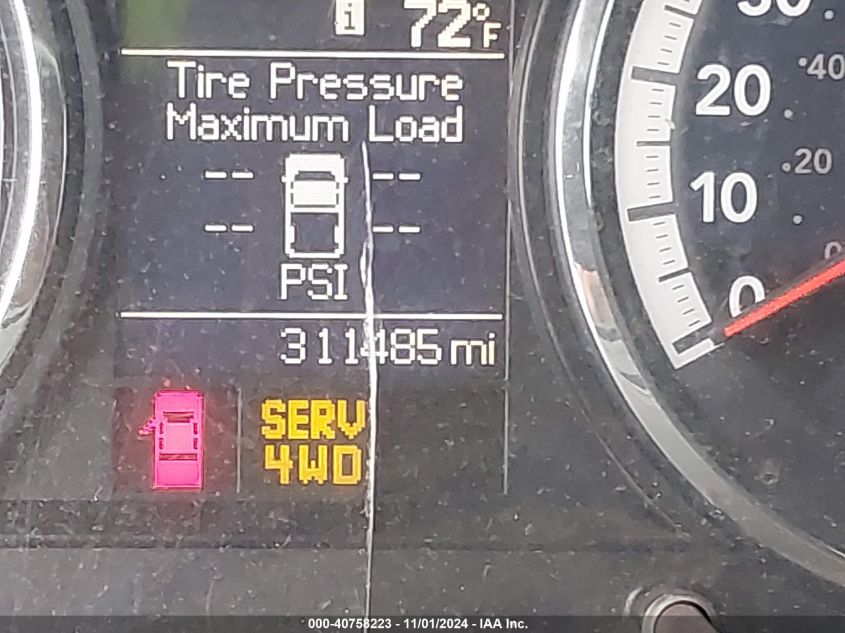 i 72°F
Tire Pressure
Maximum Load
-- --
-- --
PSI
311485 mi
SERV
4WD
20
10
0
40
20
000-40758223 - 11/01/2024 - IAA Inc.